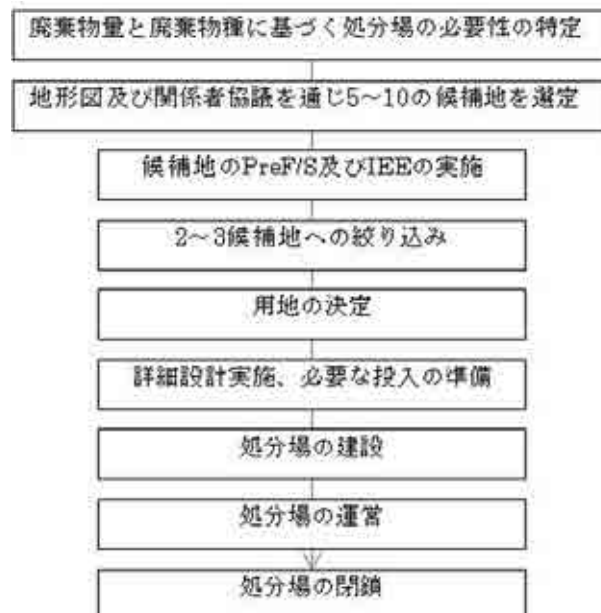 廃棄物量と廃棄物種に基づく処分場の必要性の特定
地形図及び関係者協議を通じ5～10の候補地を選定
候補地のPreF/S及びIEEの実施
2～3候補地への絞り込み
用地の決定
詳細設計実施、必要な投入の準備
処分場の建設
処分場の運営
処分場の閉鎖